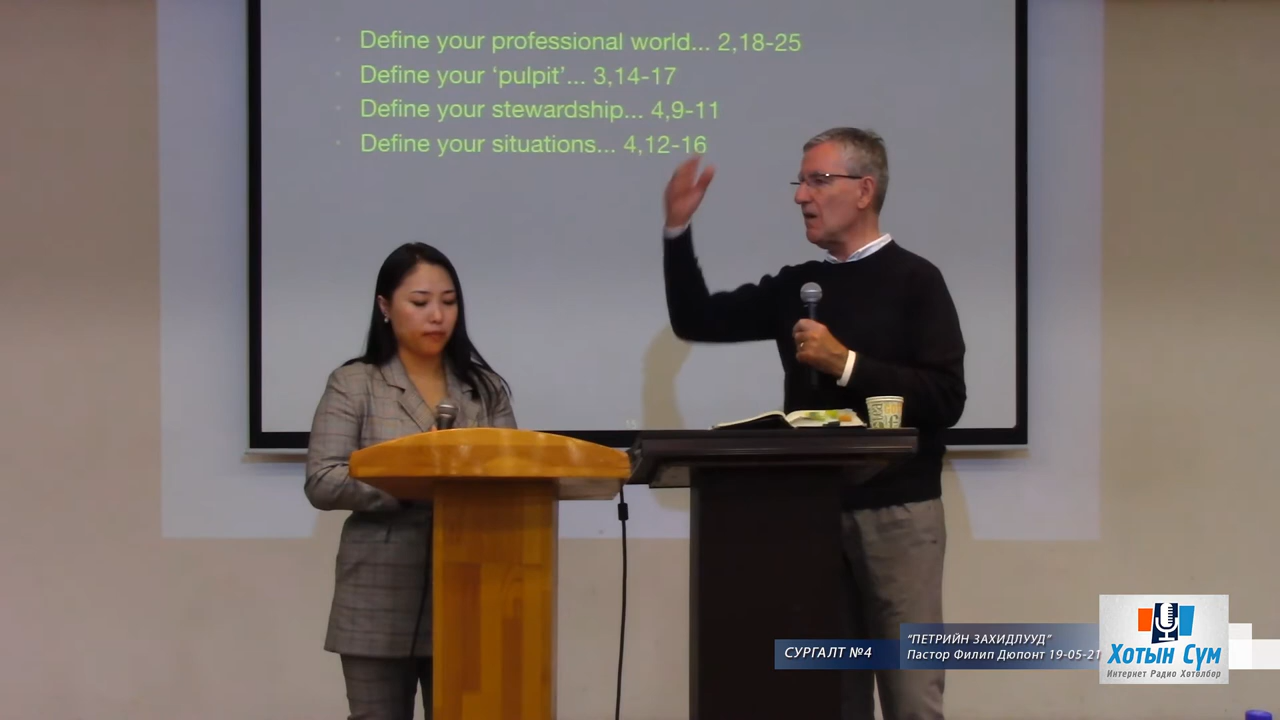 Define your professional world... 2,18-25
Define your ‘pulpit’... 3,14-17
Define your stewardship... 4,9-11
Define your situations... 4,12-16
СУРГАЛТ №4
“ПЕТРИЙН ЗАХИДЛУУД”
Пастор Филип Дюпонт 19-05-21
Хотын Сүм
Интернет Радио Хөтөлбөр